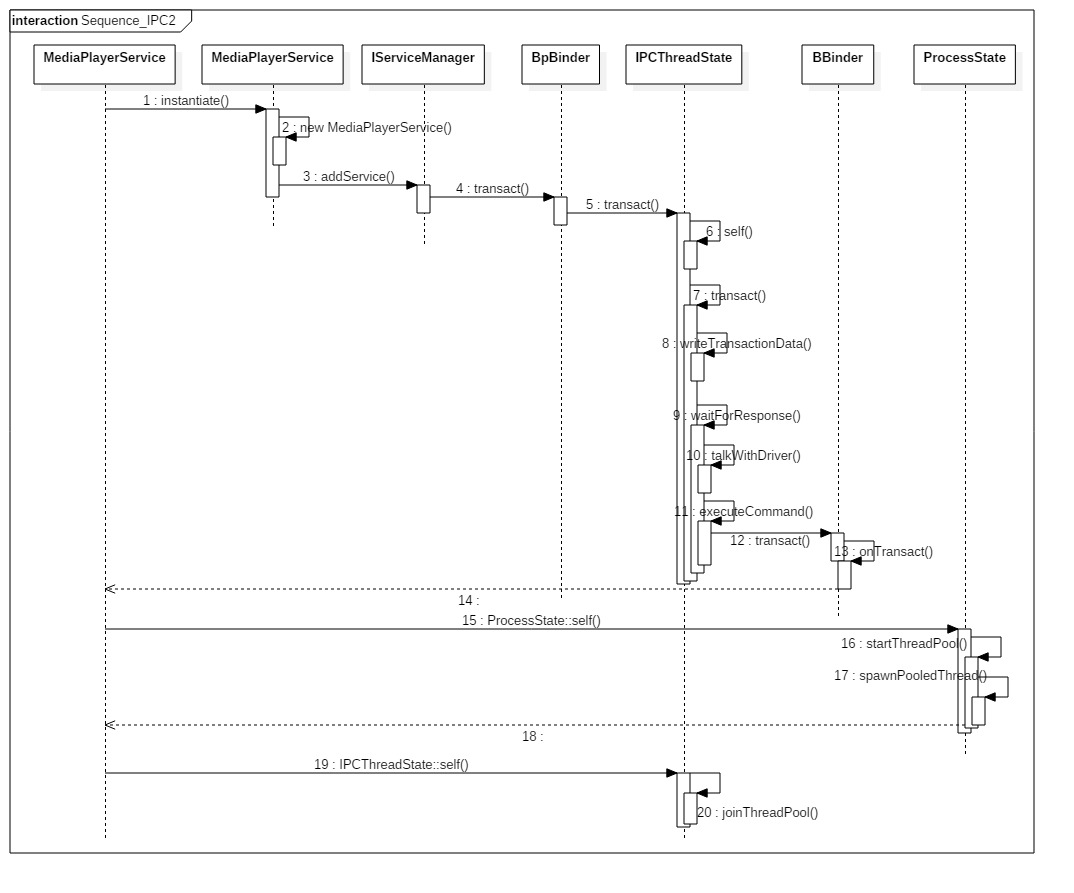 interaction Sequence_IPC2
MediaPlayerService
MediaPlayerService
IServiceManager
BpBinder
IPCThreadState
BBinder
ProcessState
1 : instantiate()
2 : new MediaPlayerService()
3 : addService()
4 : transact()
5 : transact()
6 : self()
7 : transact()
8 : writeTransactionData()
9 : waitForResponse()
10 : talkWithDriver()
11 : executeCommand()
12 : transact()
13 : onTransact()
14 :
15 : ProcessState::self()
16 : startThreadPool()
17 : spawnPooledThread()
18 :
19 : IPCThreadState::self()
20 : joinThreadPool()